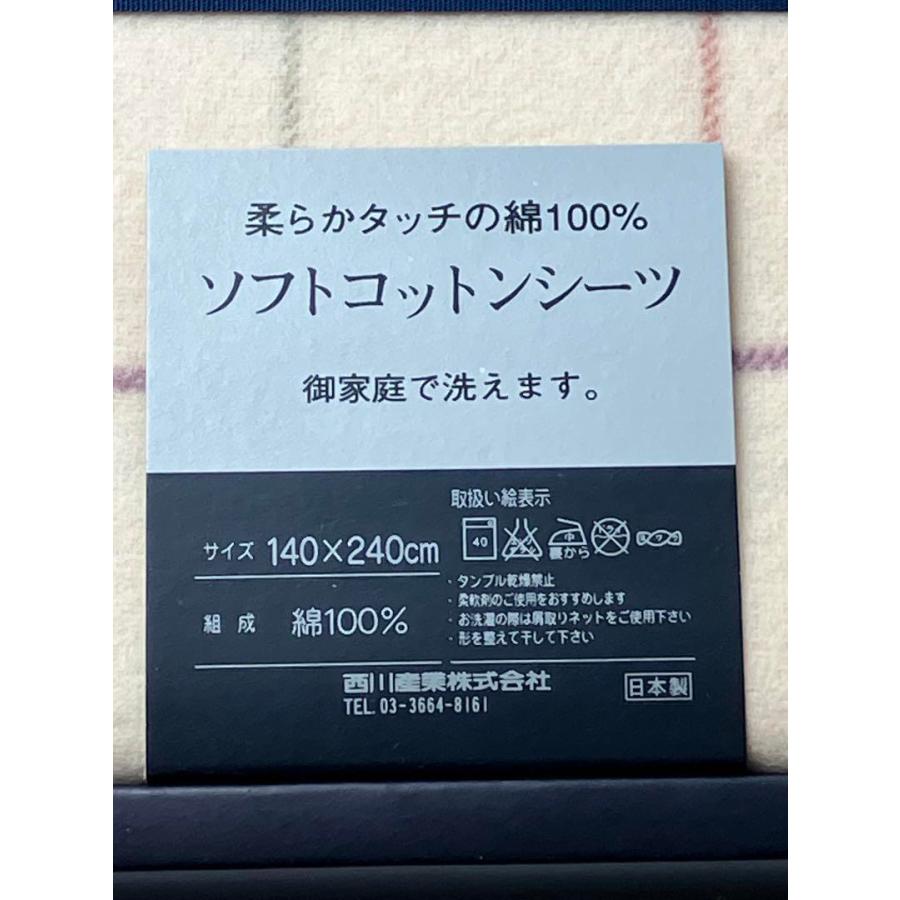 柔らかタッチの綿100%
ソフトコットンシーツ
御家庭で洗えます。
サイズ 140×240cm
組成 綿100%
取扱い絵表示
40 中 裏から
・タンブル乾燥禁止
・柔軟剤のご使用をおすすめします
・お洗濯の際は屑取りネットをご使用下さい
・形を整えて干して下さい
西川産業株式会社
TEL. 03-3664-8161
日本製